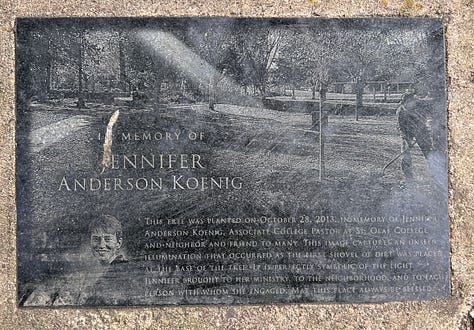 IN MEMORY OF
JENNIFER
ANDERSON KOENIG
THIS TREE WAS PLANTED ON OCTOBER 28, 2013, IN MEMORY OF JENNIFER
ANDERSON KOENIG, ASSOCIATE COLLEGE PASTOR AT ST. OLAF COLLEGE
AND NEIGHBOR AND FRIEND TO MANY. THIS IMAGE CAPTURES AN UNSEEN
ILLUMINATION THAT OCCURRED AS THE FIRST SHOVEL OF DIRT WAS PLACED
AT THE BASE OF THE TREE. IT IS PERFECTLY SYMBOLIC OF THE LIGHT
JENNIFER BROUGHT TO HER MINISTRY, TO THE NEIGHBORHOOD, AND TO EACH
PERSON WITH WHOM SHE ENGAGED. MAY THIS PLACE ALWAYS BE BLESSED.